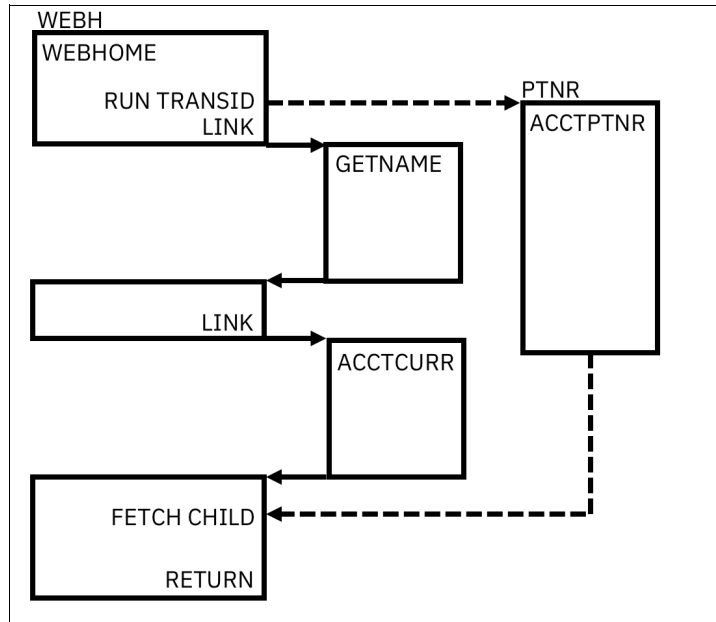 WEBH
WEBHOME
RUN TRANSID
LINK
PTNR
ACCTPTNR
GETNAME
LINK
ACCTCURR
FETCH CHILD
RETURN